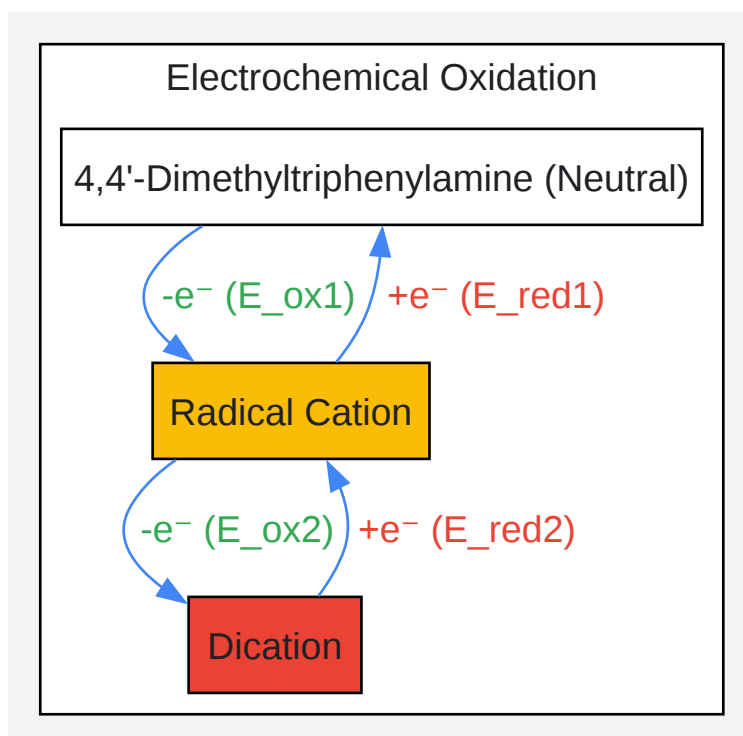 Electrochemical Oxidation
4,4'-Dimethyltriphenylamine (Neutral)
-e⁻ (E_ox1) +e⁻ (E_red1)
Radical Cation
-e⁻ (E_ox2) +e⁻ (E_red2)
Dication